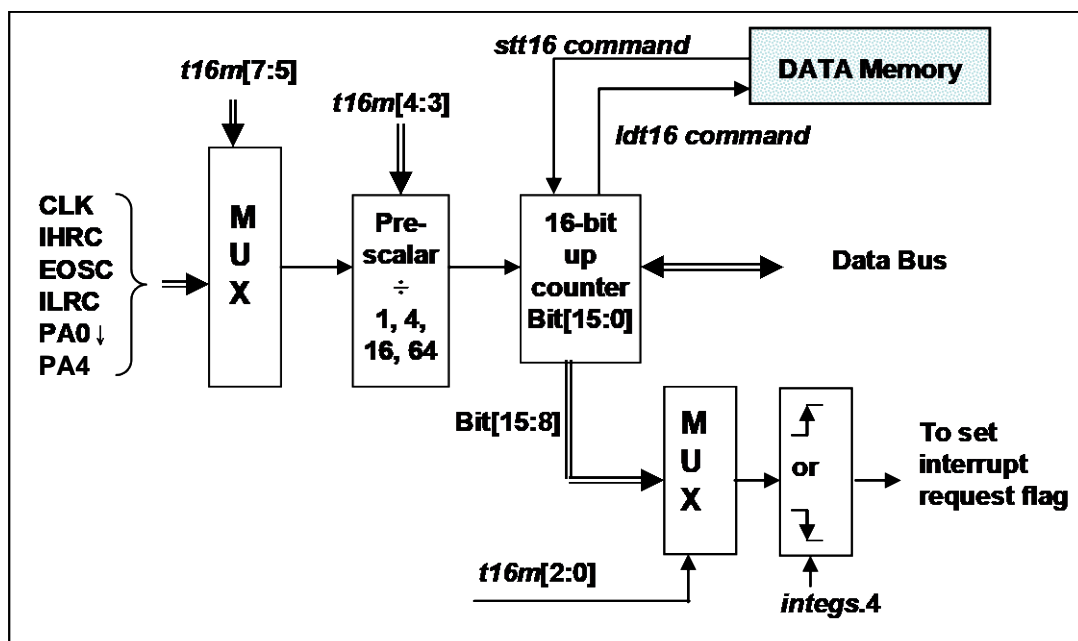 stt16 command
DATA Memory
t16m[7:5]
t16m[4:3]
ldt16 command
CLK
IHRC
EOSC
ILRC
PA0↓
PA4
M
U
X
Pre-
scalar
÷
1, 4,
16, 64
16-bit
up
counter
Bit[15:0]
Data Bus
Bit[15:8]
M
U
X
or
To set
interrupt
request flag
t16m[2:0]
integs.4